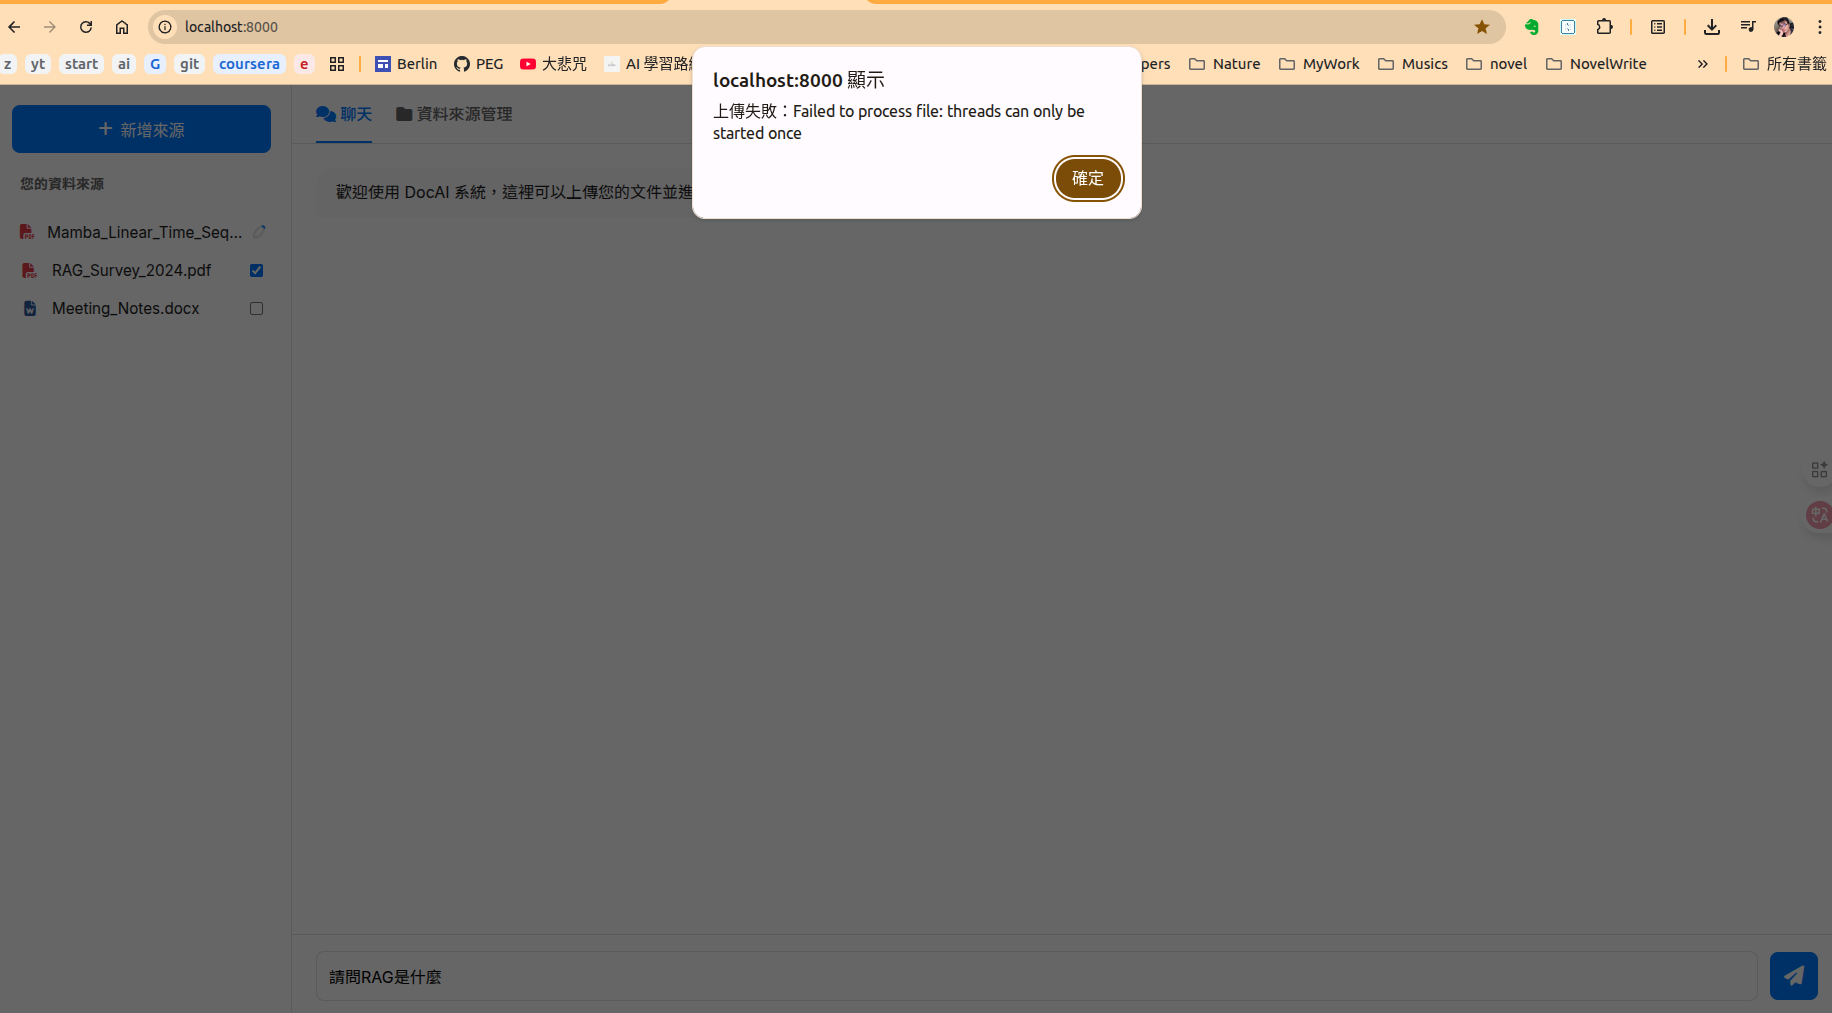 localhost:8000
z yt start ai G git coursera e Berlin PEG 大悲咒 AI 學習路 pers Nature MyWork Musics novel NovelWrite » 所有書籤
localhost:8000 顯示
上傳失敗：Failed to process file: threads can only be
started once
確定
新增來源
聊天 資料來源管理
您的資料來源
歡迎使用 DocAI 系統，這裡可以上傳您的文件並進
Mamba_Linear_Time_Seq...
RAG_Survey_2024.pdf
Meeting_Notes.docx
請問RAG是什麼